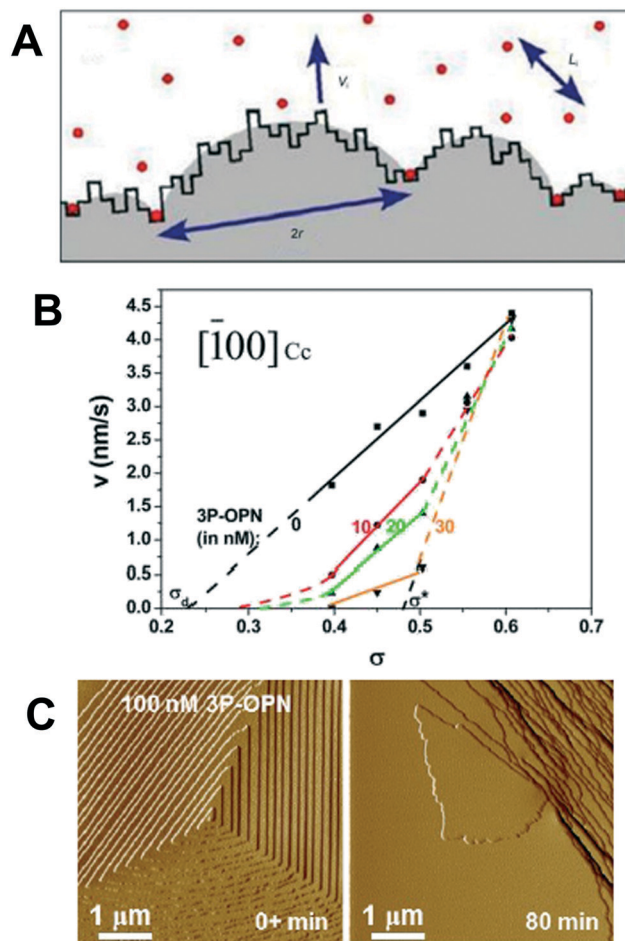 A
Vᵢ
Lᵢ
2r
B
[1̄00] Cc
v (nm/s)
4.5
4.0
3.5
3.0
2.5
2.0
1.5
1.0
0.5
0.0
3P-OPN
(in nM):
0
10
20
30
σd
σ*
0.2
0.3
0.4
0.5
0.6
0.7
σ
C
100 nM 3P-OPN
1 μm
0+ min
1 μm
80 min